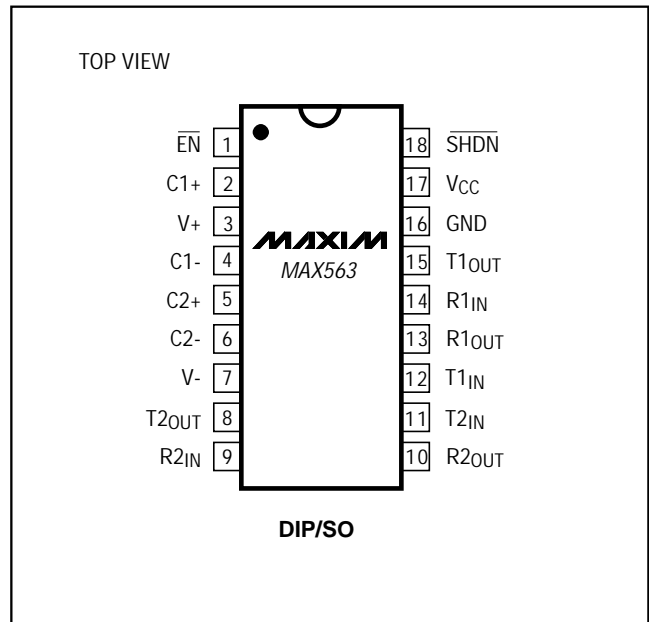 TOP VIEW
E̅N̅ 1
C1+ 2
V+ 3
C1- 4
C2+ 5
C2- 6
V- 7
T2OUT 8
R2IN 9
MAXIM
MAX563
18 S̅H̅D̅N̅
17 VCC
16 GND
15 T1OUT
14 R1IN
13 R1OUT
12 T1IN
11 T2IN
10 R2OUT
DIP/SO